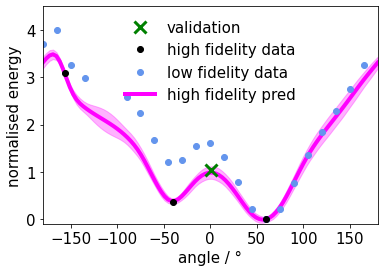 validation
high fidelity data
low fidelity data
high fidelity pred
normalised energy
4
3
2
1
0
−150 −100 −50 0 50 100 150
angle / °